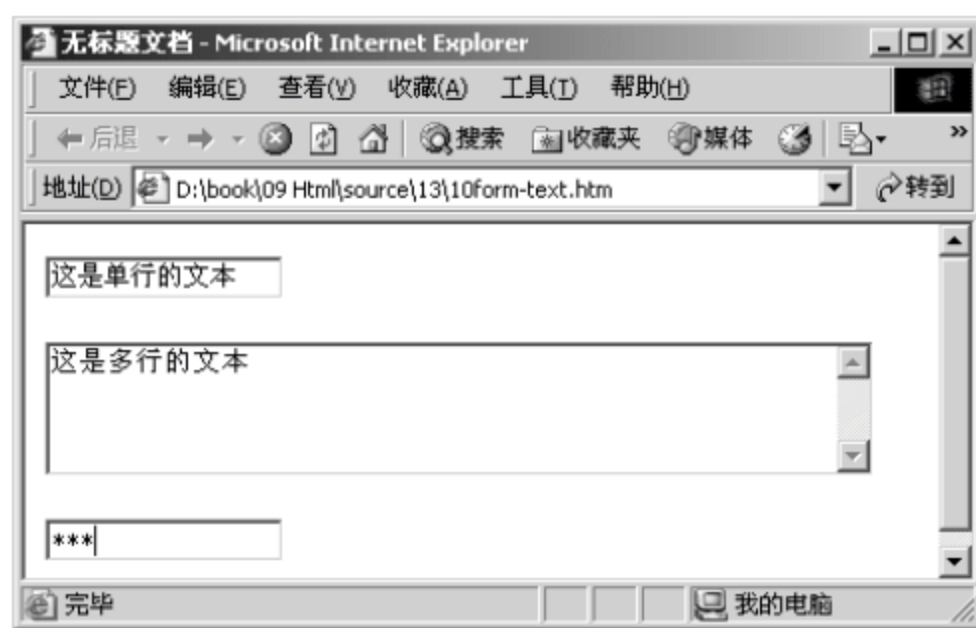 无标题文档 - Microsoft Internet Explorer
文件(F) 编辑(E) 查看(V) 收藏(A) 工具(T) 帮助(H)
后退 搜索 收藏夹 媒体 »
地址(D) D:\book\09 Html\source\13\10form-text.htm 转到
这是单行的文本
这是多行的文本
***
完毕 我的电脑